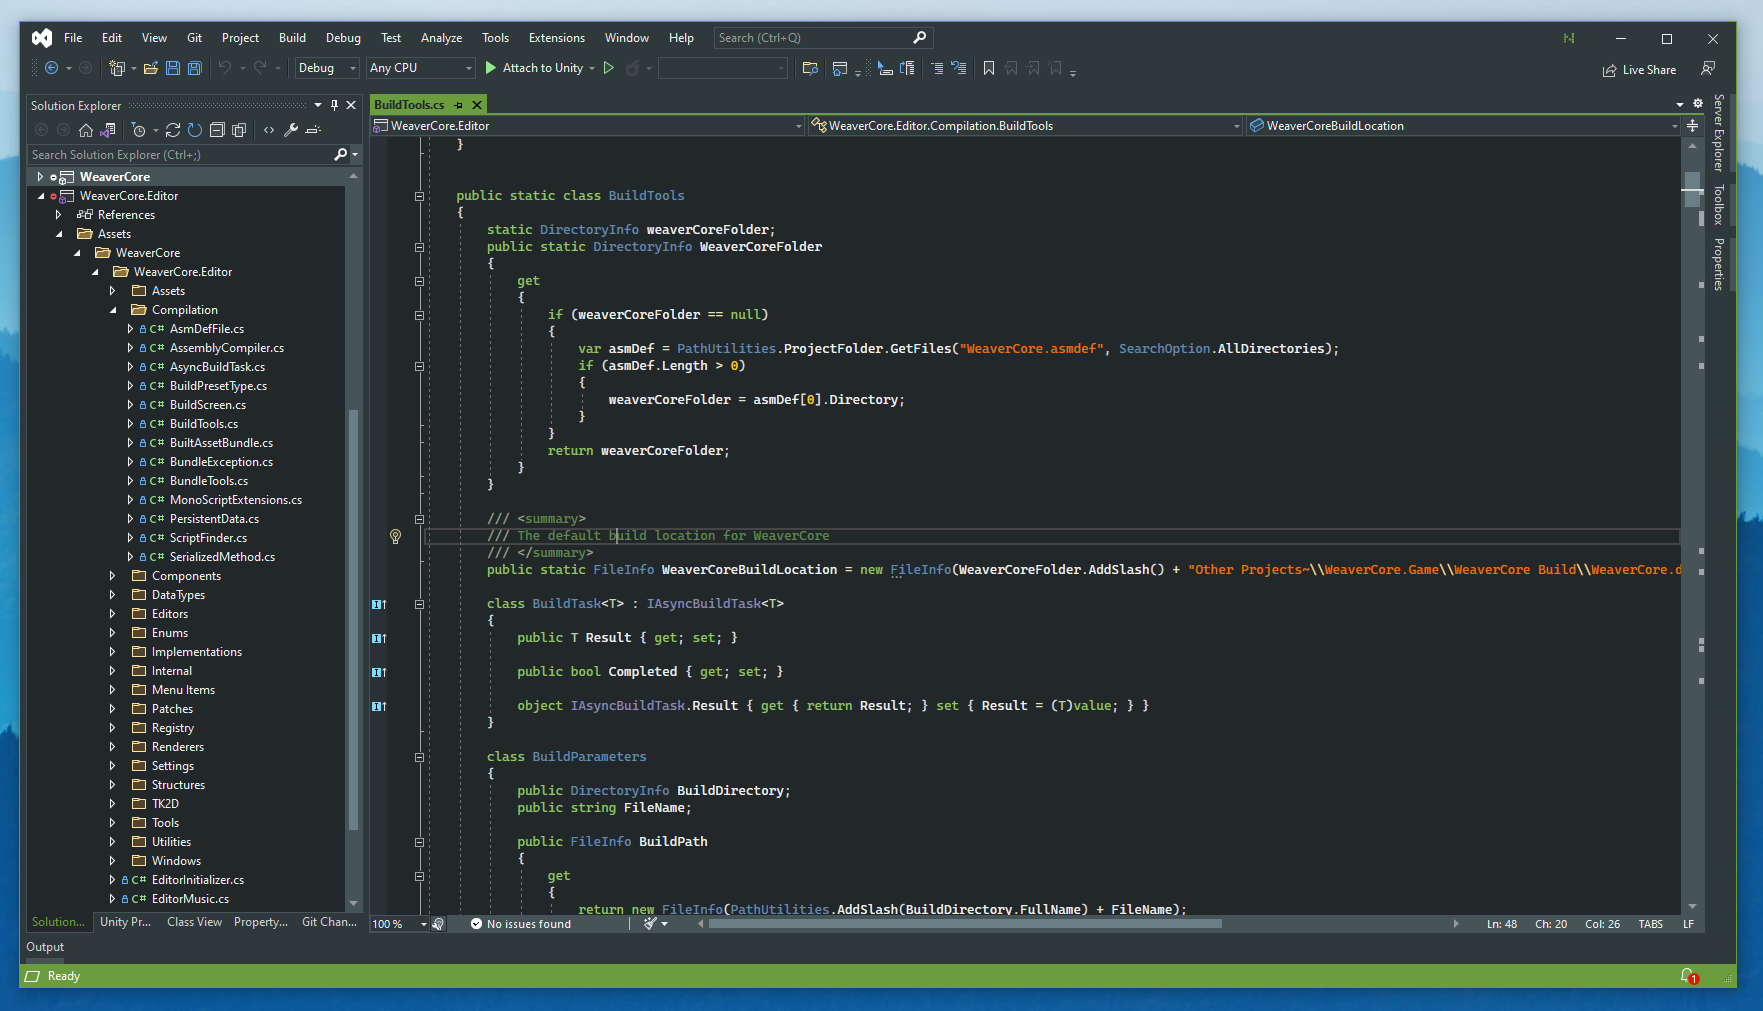 File Edit View Git Project Build Debug Test Analyze Tools Extensions Window Help Search (Ctrl+Q)
Debug Any CPU Attach to Unity Live Share
Solution Explorer
Search Solution Explorer (Ctrl+;)
WeaverCore
WeaverCore.Editor
References
Assets
WeaverCore
WeaverCore.Editor
Assets
Compilation
C# AsmDefFile.cs
C# AssemblyCompiler.cs
C# AsyncBuildTask.cs
C# BuildPresetType.cs
C# BuildScreen.cs
C# BuildTools.cs
C# BuiltAssetBundle.cs
C# BundleException.cs
C# BundleTools.cs
C# MonoScriptExtensions.cs
C# PersistentData.cs
C# ScriptFinder.cs
C# SerializedMethod.cs
Components
DataTypes
Editors
Enums
Implementations
Internal
Menu Items
Patches
Registry
Renderers
Settings
Structures
TK2D
Tools
Utilities
Windows
C# EditorInitializer.cs
C# EditorMusic.cs
Solution... Unity Pr... Class View Property... Git Chan...
BuildTools.cs
WeaverCore.Editor WeaverCore.Editor.Compilation.BuildTools WeaverCoreBuildLocation
}
public static class BuildTools
{
static DirectoryInfo weaverCoreFolder;
public static DirectoryInfo WeaverCoreFolder
{
get
{
if (weaverCoreFolder == null)
{
var asmDef = PathUtilities.ProjectFolder.GetFiles("WeaverCore.asmdef", SearchOption.AllDirectories);
if (asmDef.Length > 0)
{
weaverCoreFolder = asmDef[0].Directory;
}
}
return weaverCoreFolder;
}
}
/// <summary>
/// The default build location for WeaverCore
/// </summary>
public static FileInfo WeaverCoreBuildLocation = new FileInfo(WeaverCoreFolder.AddSlash() + "Other Projects~\\WeaverCore.Game\\WeaverCore Build\\WeaverCore.d
class BuildTask<T> : IAsyncBuildTask<T>
{
public T Result { get; set; }
public bool Completed { get; set; }
object IAsyncBuildTask.Result { get { return Result; } set { Result = (T)value; } }
}
class BuildParameters
{
public DirectoryInfo BuildDirectory;
public string FileName;
public FileInfo BuildPath
{
get
{
return new FileInfo(PathUtilities.AddSlash(BuildDirectory.FullName) + FileName);
100 % No issues found Ln: 48 Ch: 20 Col: 26 TABS LF
Server Explorer
Toolbox
Properties
Output
Ready 1